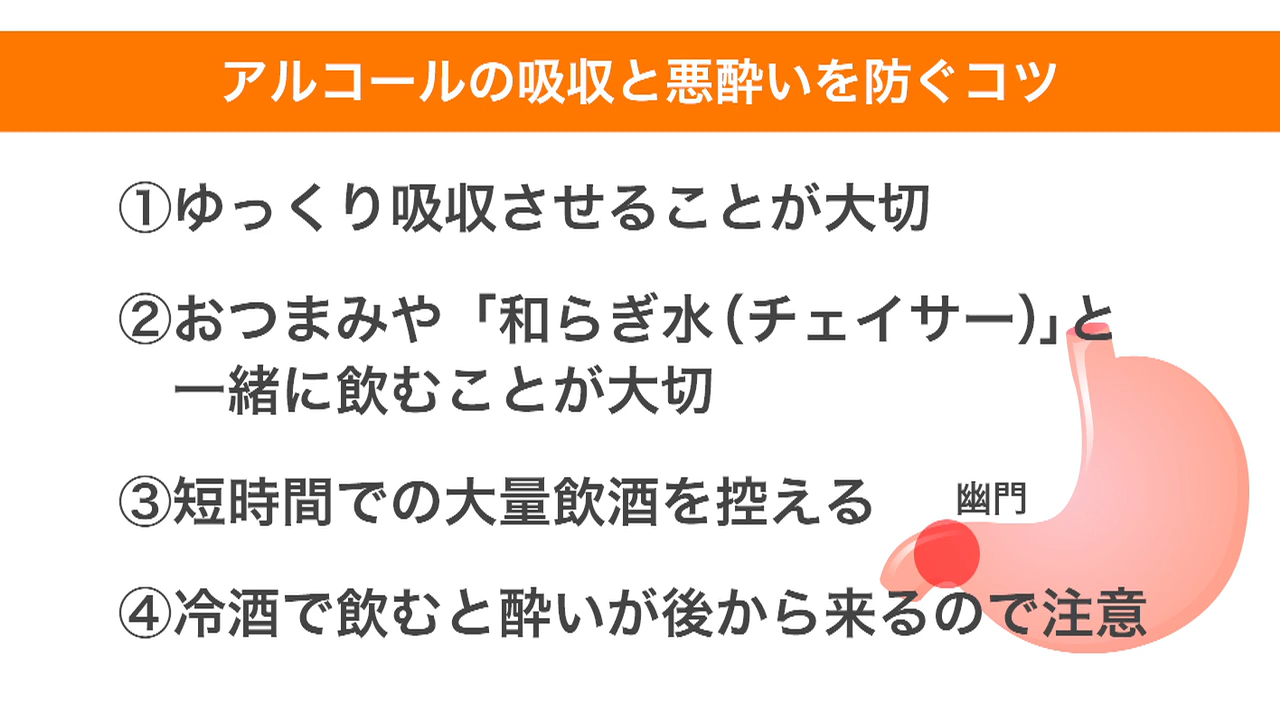 アルコールの吸収と悪酔いを防ぐコツ
①ゆっくり吸収させることが大切
②おつまみや「和らぎ水(チェイサー)」と
一緒に飲むことが大切
③短時間での大量飲酒を控える
幽門
④冷酒で飲むと酔いが後から来るので注意